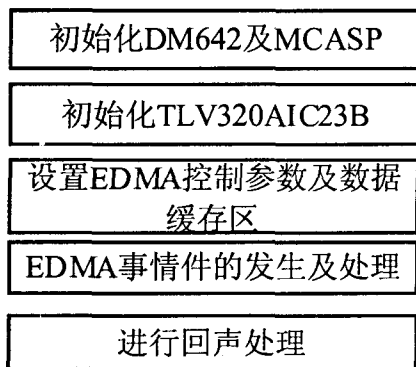 初始化DM642及MCASP
初始化TLV320AIC23B
设置EDMA控制参数及数据
缓存区
EDMA事情件的发生及处理
进行回声处理